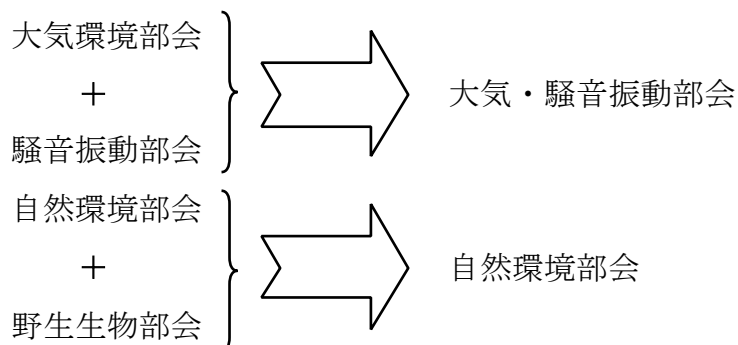 大気環境部会
+
騒音振動部会
大気・騒音振動部会
自然環境部会
+
野生生物部会
自然環境部会